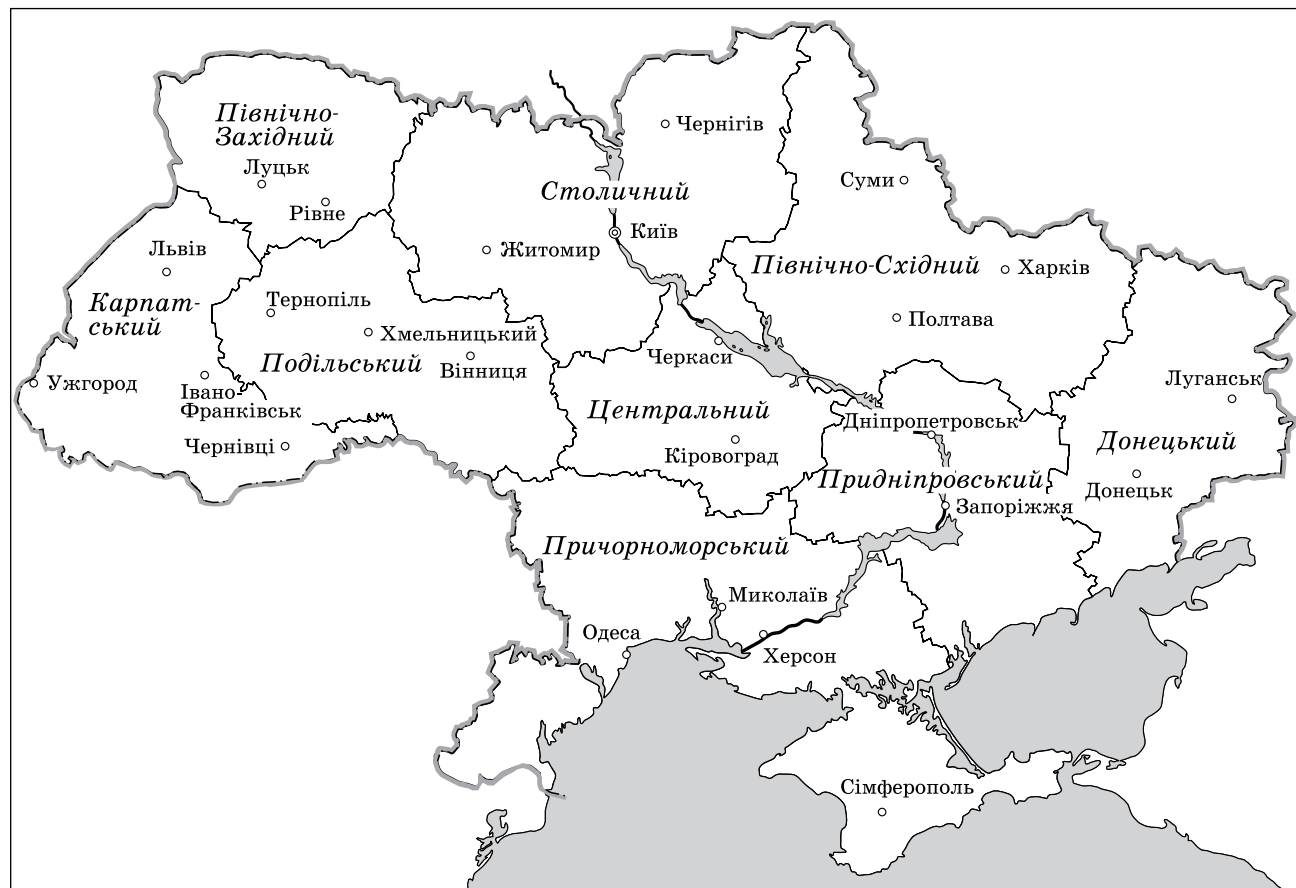 Північно-
Західний
Луцьк
Рівне
Чернігів
Суми
Столичний
Київ
Житомир
Львів
Карпат-
ський
Тернопіль
Хмельницький
Подільський
Вінниця
Ужгород
Івано-
Франківськ
Чернівці
Північно-Східний
Харків
Полтава
Черкаси
Центральний
Кіровоград
Дніпропетровськ
Придніпровський
Запоріжжя
Луганськ
Донецький
Донецьк
Причорноморський
Миколаїв
Одеса
Херсон
Сімферополь